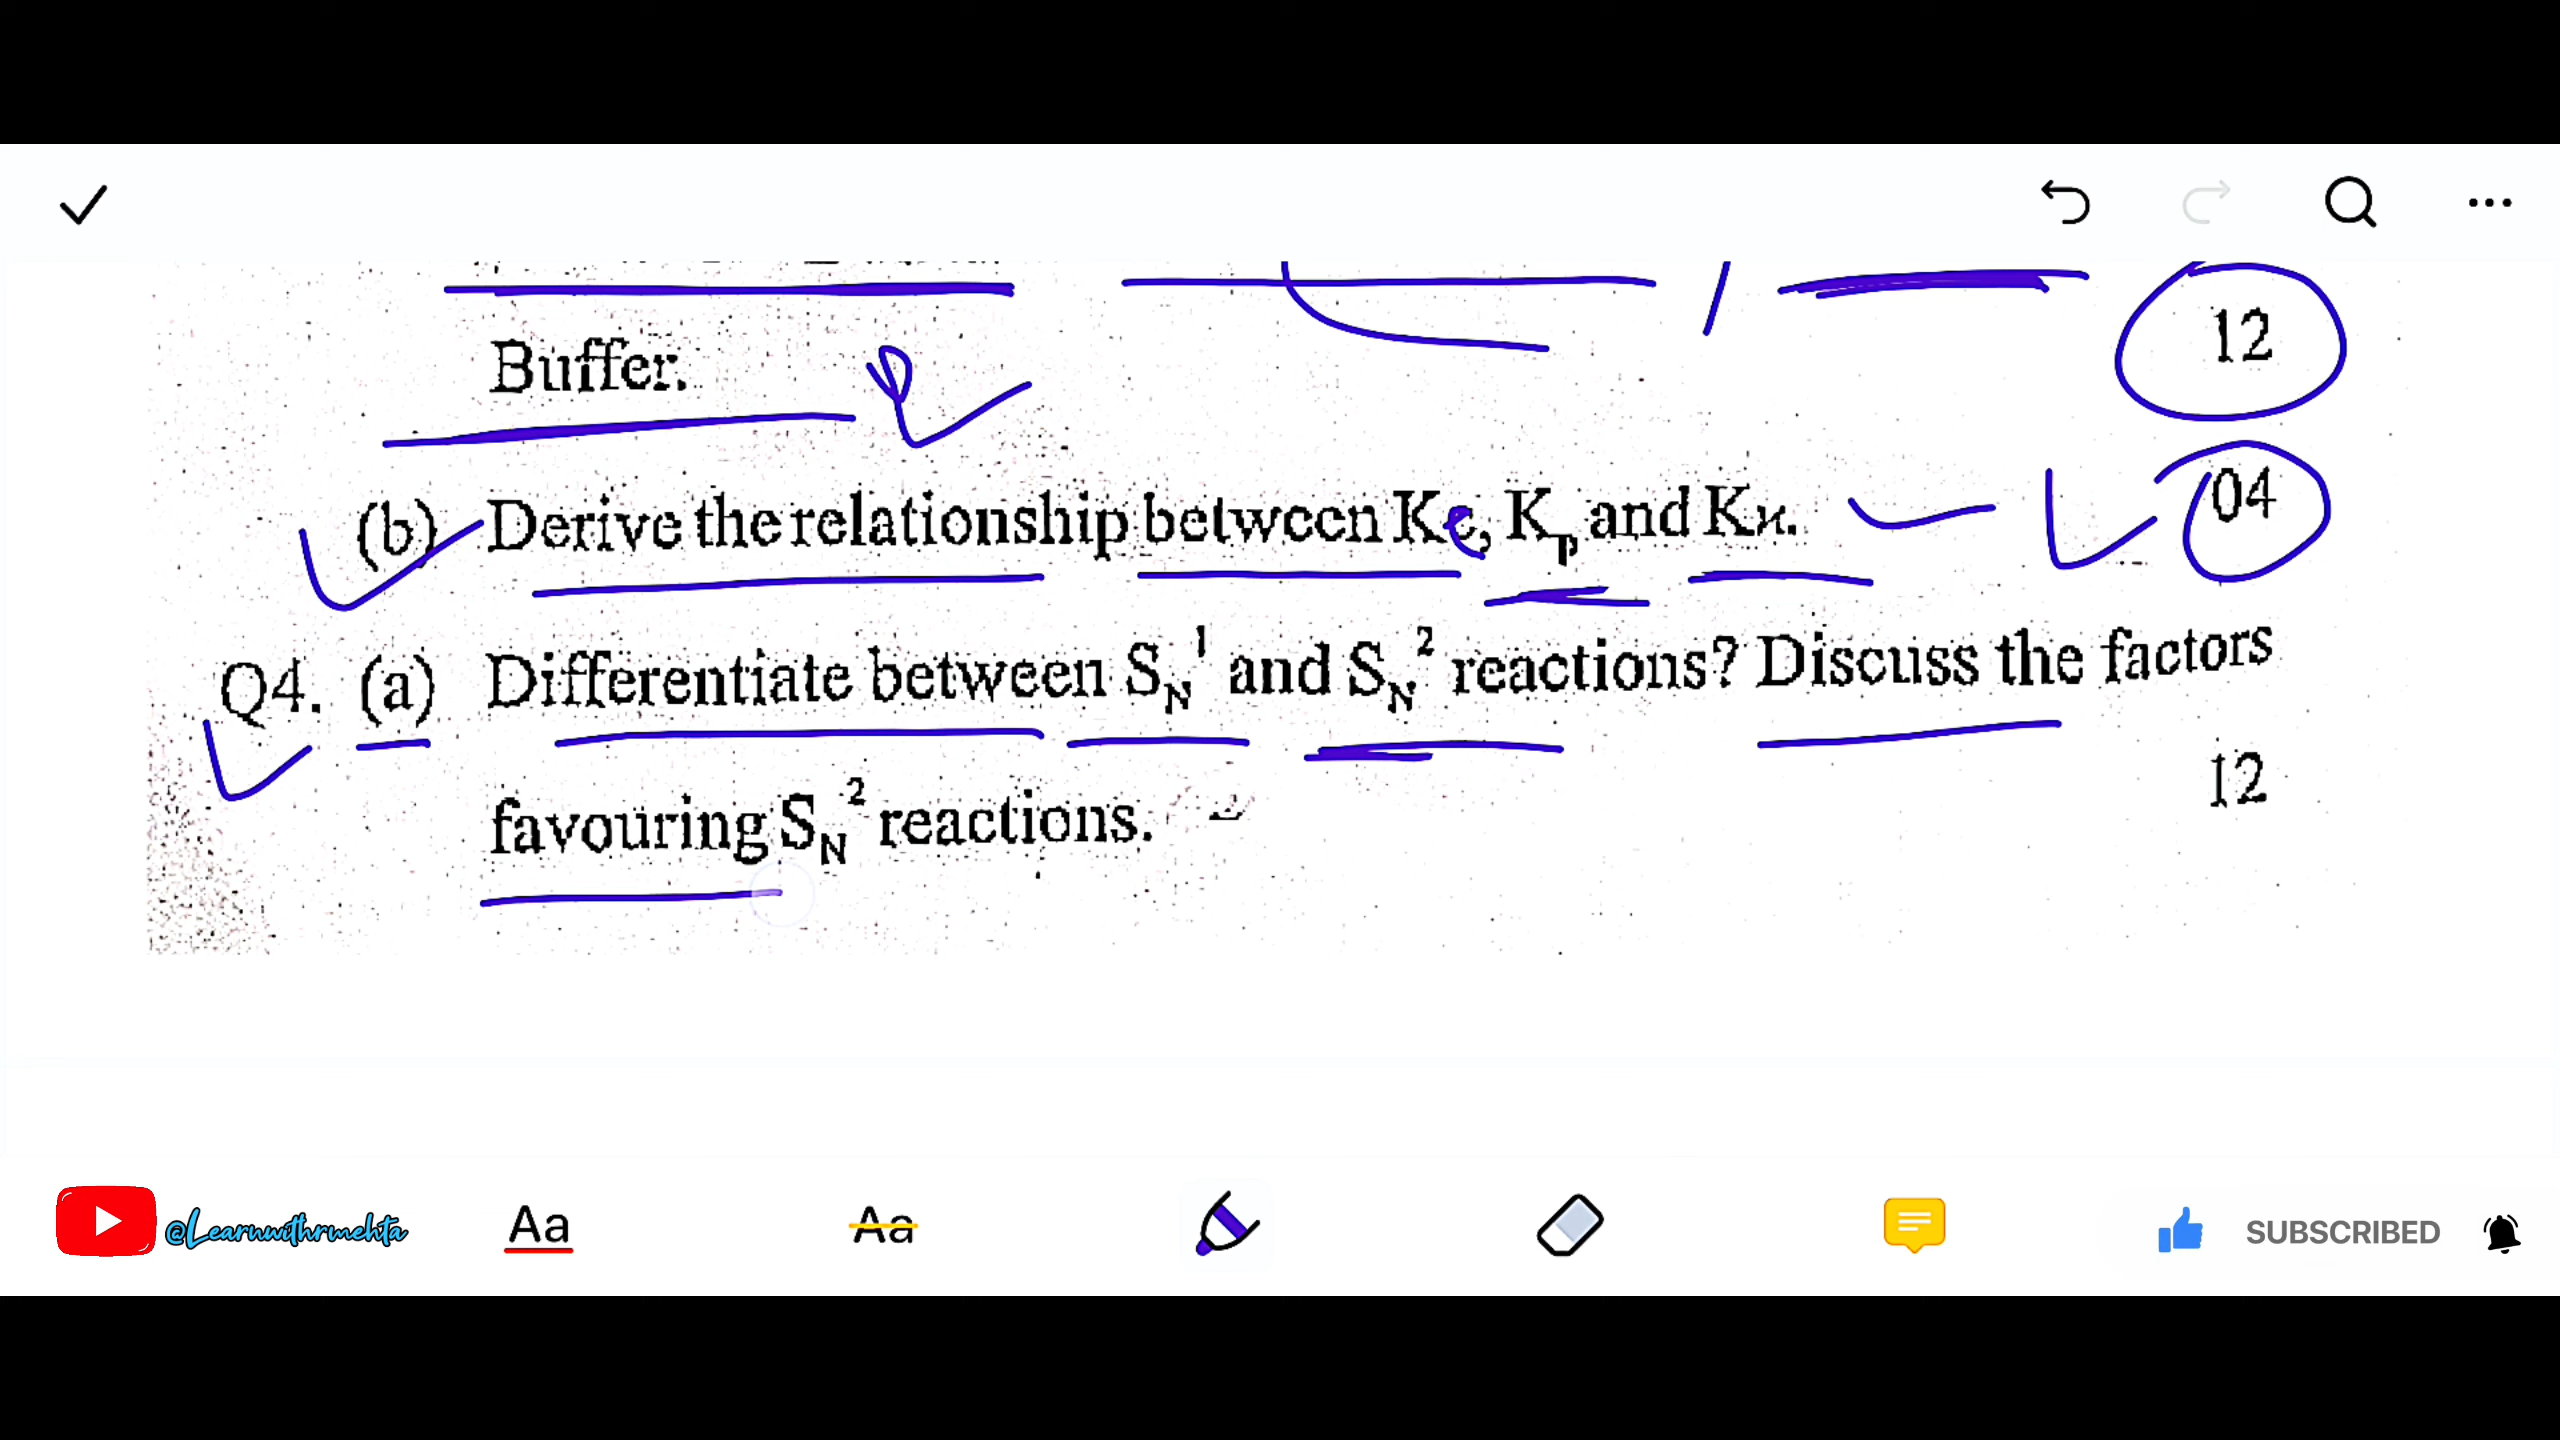 12
Buffer.
(b) Derive the relationship between Kc, Kp and Kx. 04
Q4. (a) Differentiate between SN1 and SN2 reactions? Discuss the factors
favouring SN2 reactions. 12
@Learnwithrmehta Aa Aa SUBSCRIBED